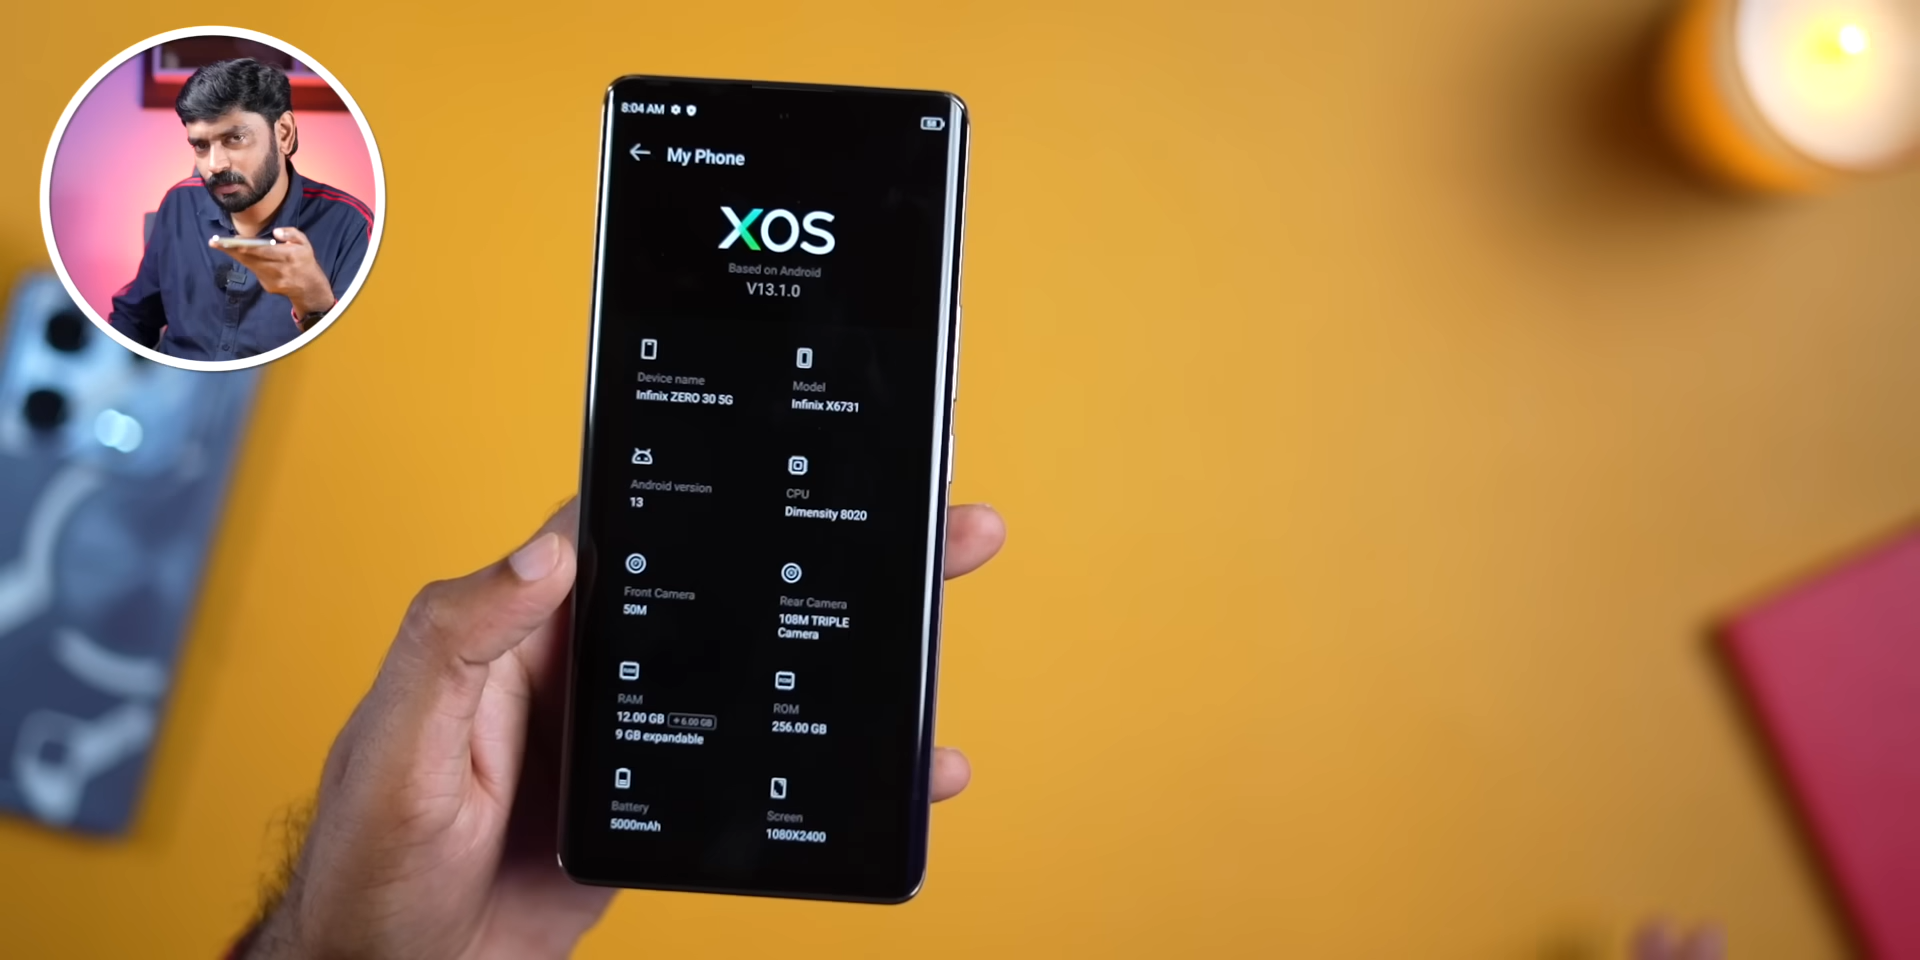 8:04 AM
58
My Phone
XOS
Based on Android
V13.1.0
Device name
Infinix ZERO 30 5G
Model
Infinix X6731
Android version
13
CPU
Dimensity 8020
Front Camera
50M
Rear Camera
108M TRIPLE
Camera
RAM
12.00 GB +6.00 GB
9 GB expandable
ROM
256.00 GB
Battery
5000mAh
Screen
1080X2400